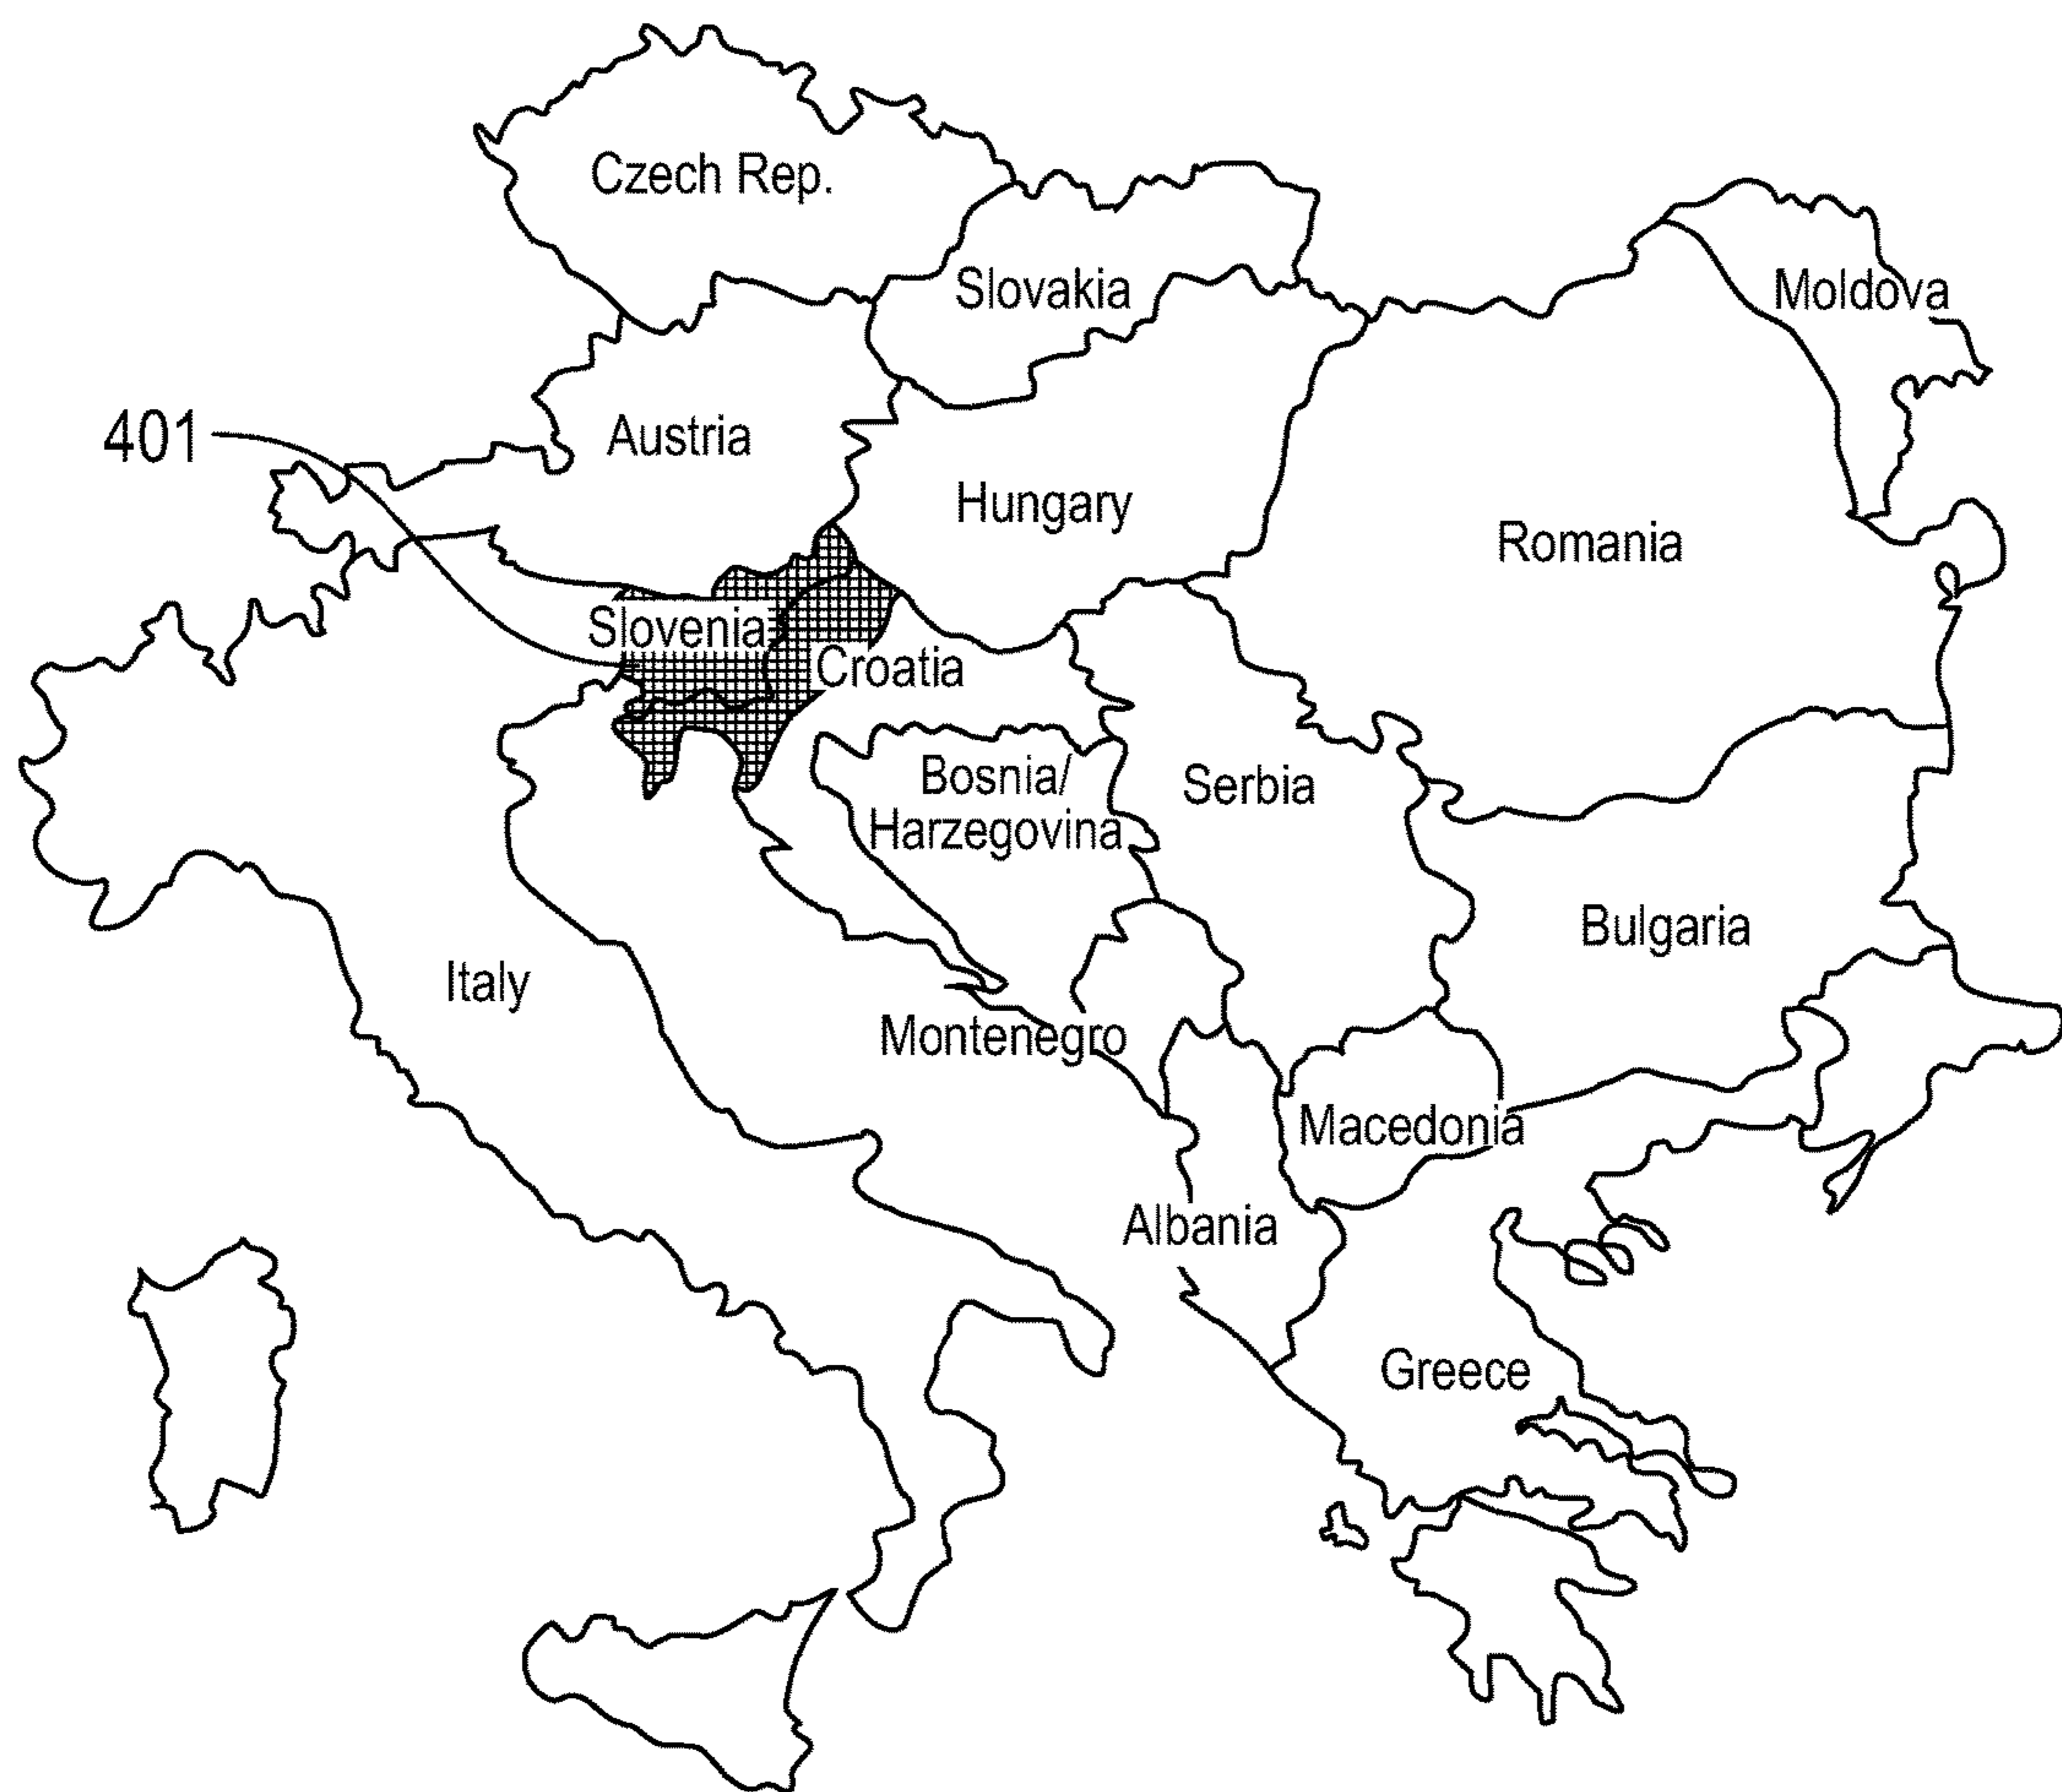 Czech Rep.
Slovakia
Moldova
401
Austria
Hungary
Romania
Slovenia
Croatia
Bosnia/
Harzegovina
Serbia
Bulgaria
Italy
Montenegro
Macedonia
Albania
Greece